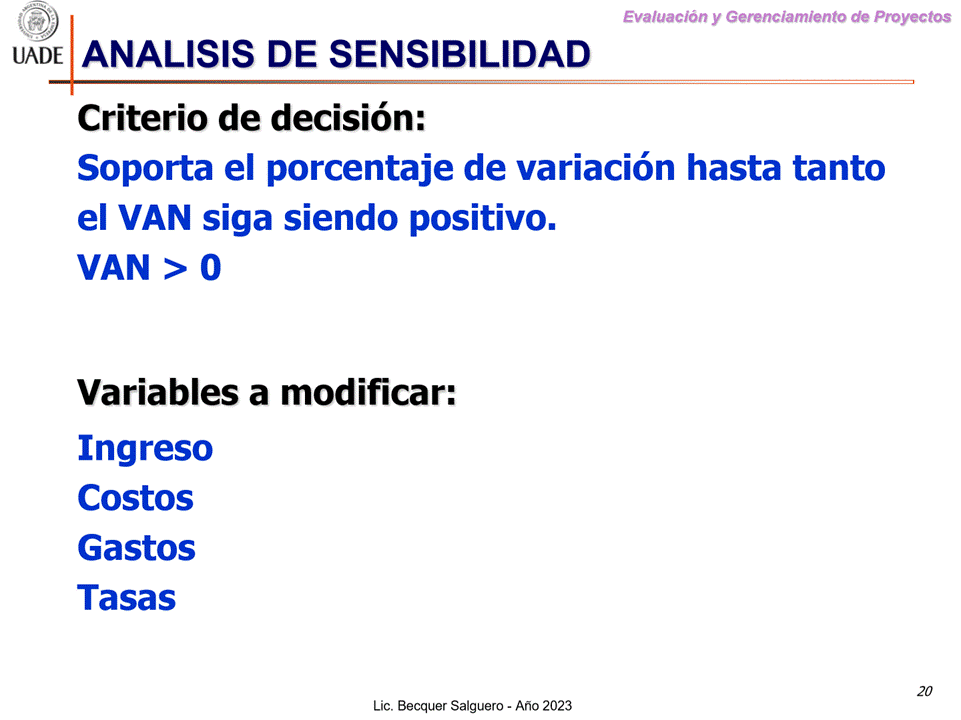 Evaluación y Gerenciamiento de Proyectos
UADE
ANALISIS DE SENSIBILIDAD
Criterio de decisión:
Soporta el porcentaje de variación hasta tanto
el VAN siga siendo positivo.
VAN > 0
Variables a modificar:
Ingreso
Costos
Gastos
Tasas
20
Lic. Becquer Salguero - Año 2023